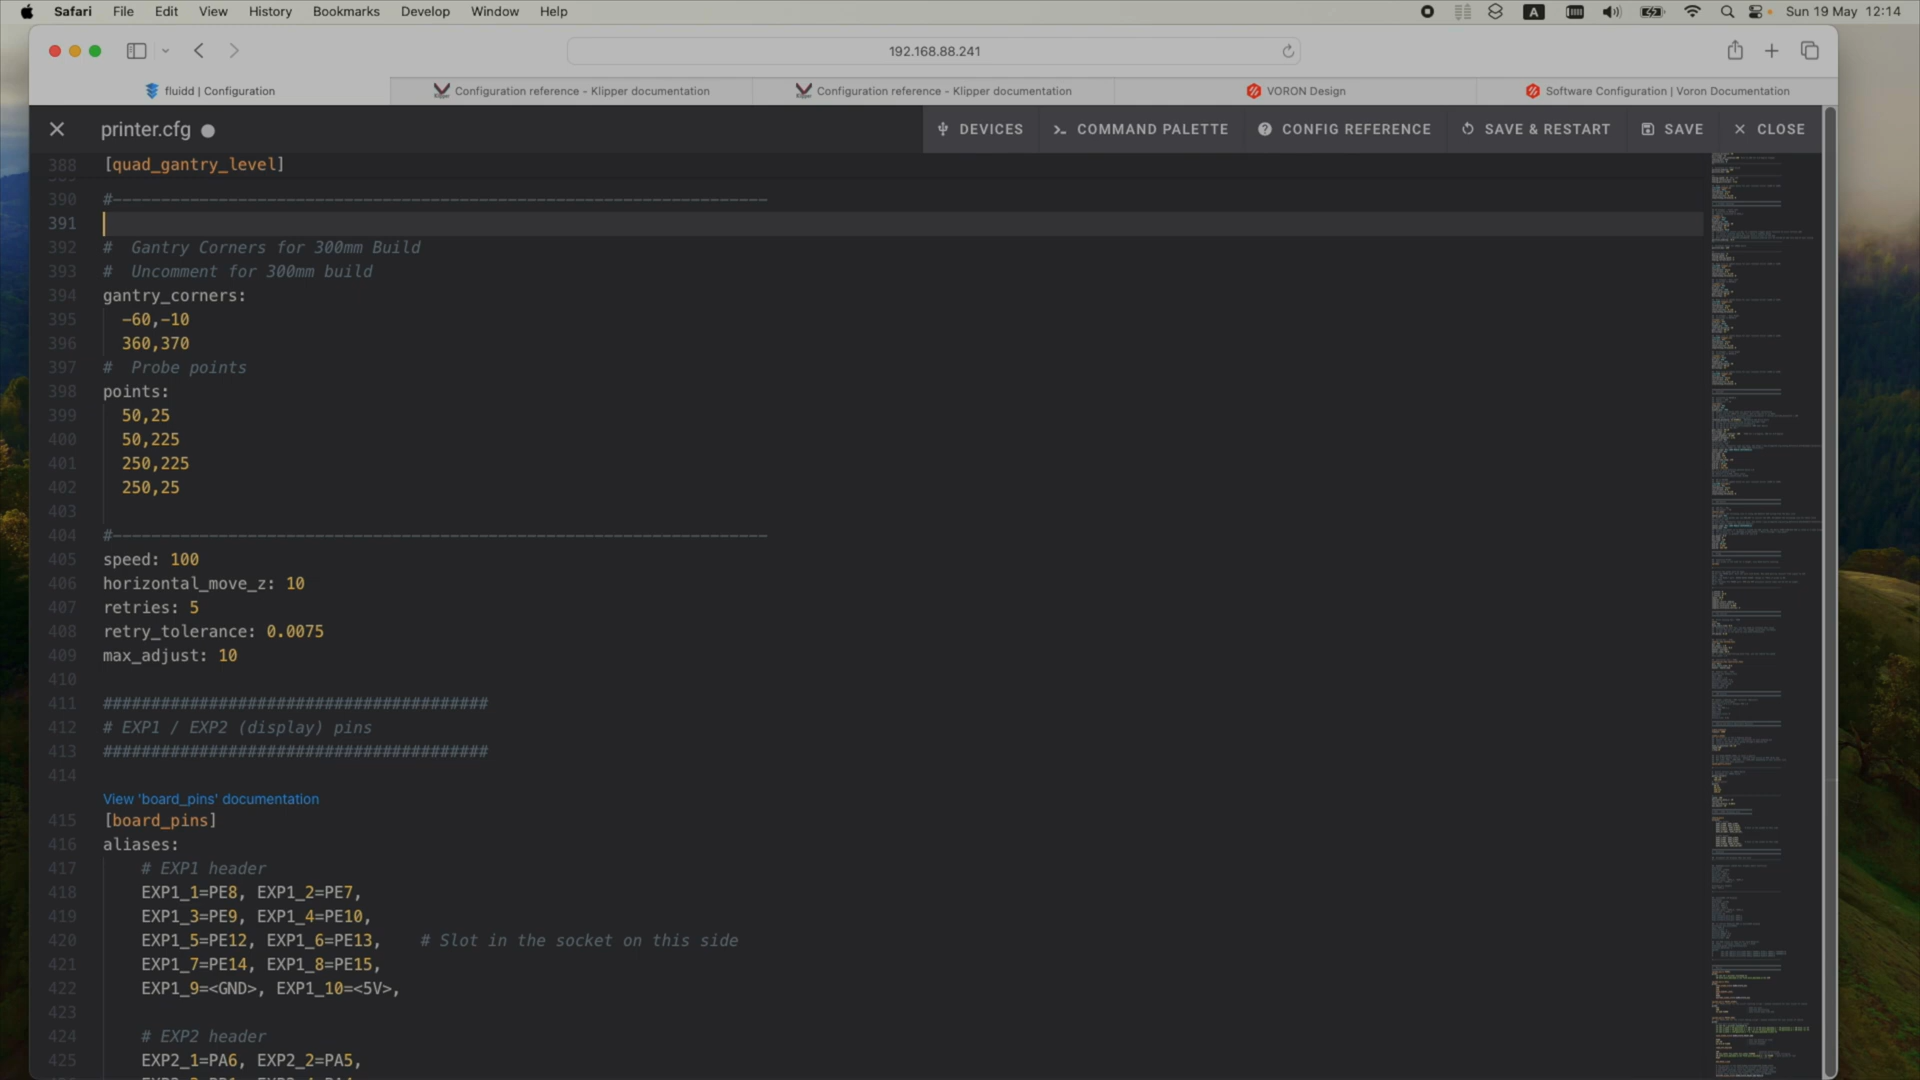 Safari File Edit View History Bookmarks Develop Window Help A Sun 19 May 12:14
192.168.88.241
fluidd | Configuration Configuration reference - Klipper documentation Configuration reference - Klipper documentation VORON Design Software Configuration | Voron Documentation
printer.cfg DEVICES COMMAND PALETTE CONFIG REFERENCE SAVE & RESTART SAVE CLOSE
388 [quad_gantry_level]
390 #--------------------------------------------------------------------
391
392 #  Gantry Corners for 300mm Build
393 #  Uncomment for 300mm build
394 gantry_corners:
395   -60,-10
396   360,370
397 #  Probe points
398 points:
399   50,25
400   50,225
401   250,225
402   250,25
403
404 #--------------------------------------------------------------------
405 speed: 100
406 horizontal_move_z: 10
407 retries: 5
408 retry_tolerance: 0.0075
409 max_adjust: 10
410
411 ########################################
412 # EXP1 / EXP2 (display) pins
413 ########################################
414
View 'board_pins' documentation
415 [board_pins]
416 aliases:
417     # EXP1 header
418     EXP1_1=PE8, EXP1_2=PE7,
419     EXP1_3=PE9, EXP1_4=PE10,
420     EXP1_5=PE12, EXP1_6=PE13,    # Slot in the socket on this side
421     EXP1_7=PE14, EXP1_8=PE15,
422     EXP1_9=<GND>, EXP1_10=<5V>,
423
424     # EXP2 header
425     EXP2_1=PA6, EXP2_2=PA5,